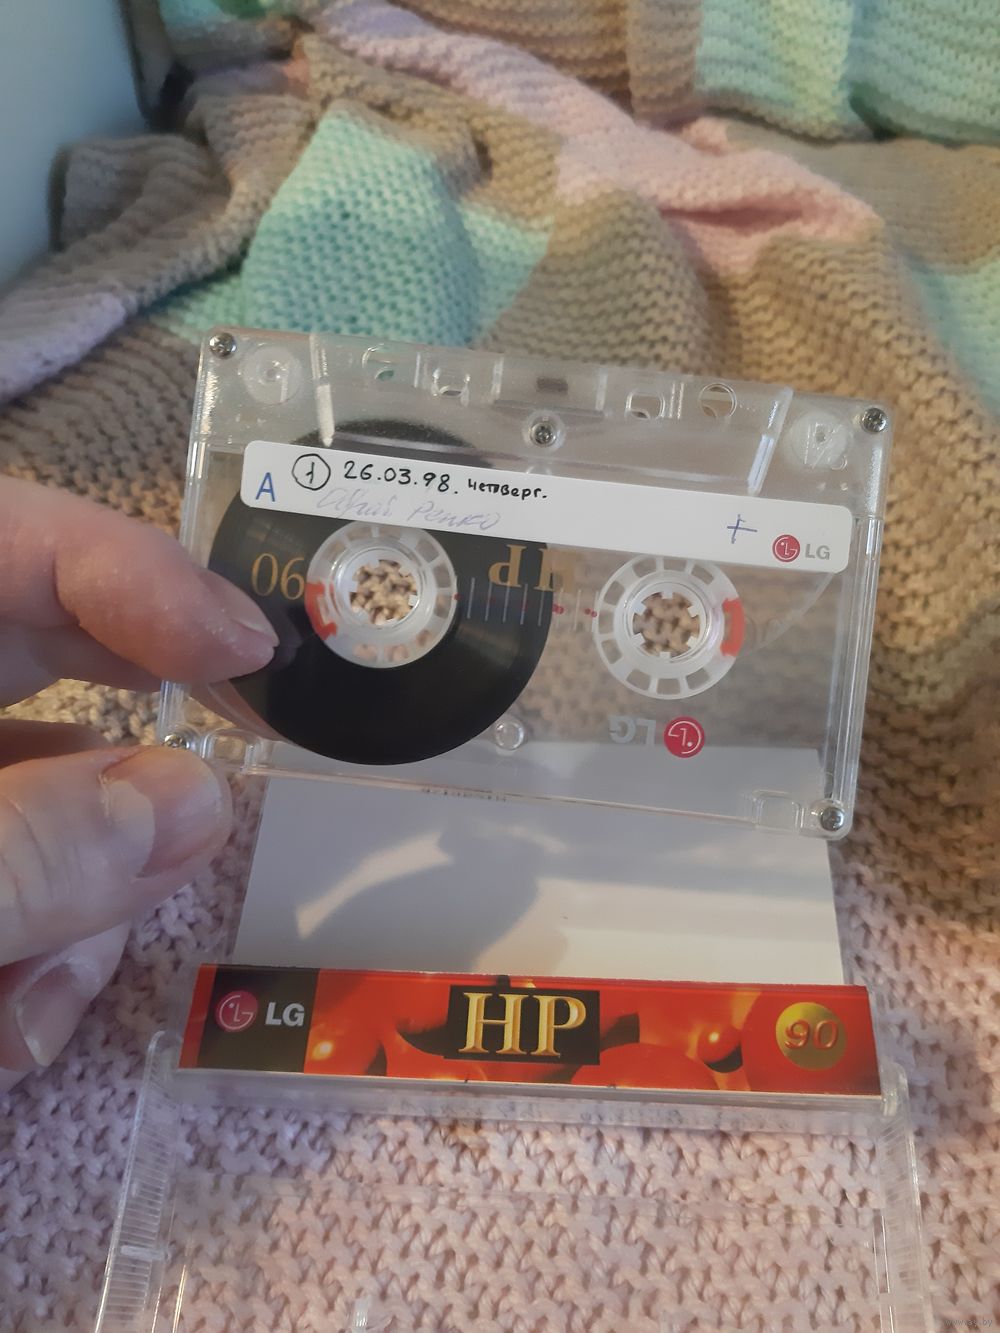 A ① 26.03.98. четверг.
+ LG
90
HP
LG
LG HP 90